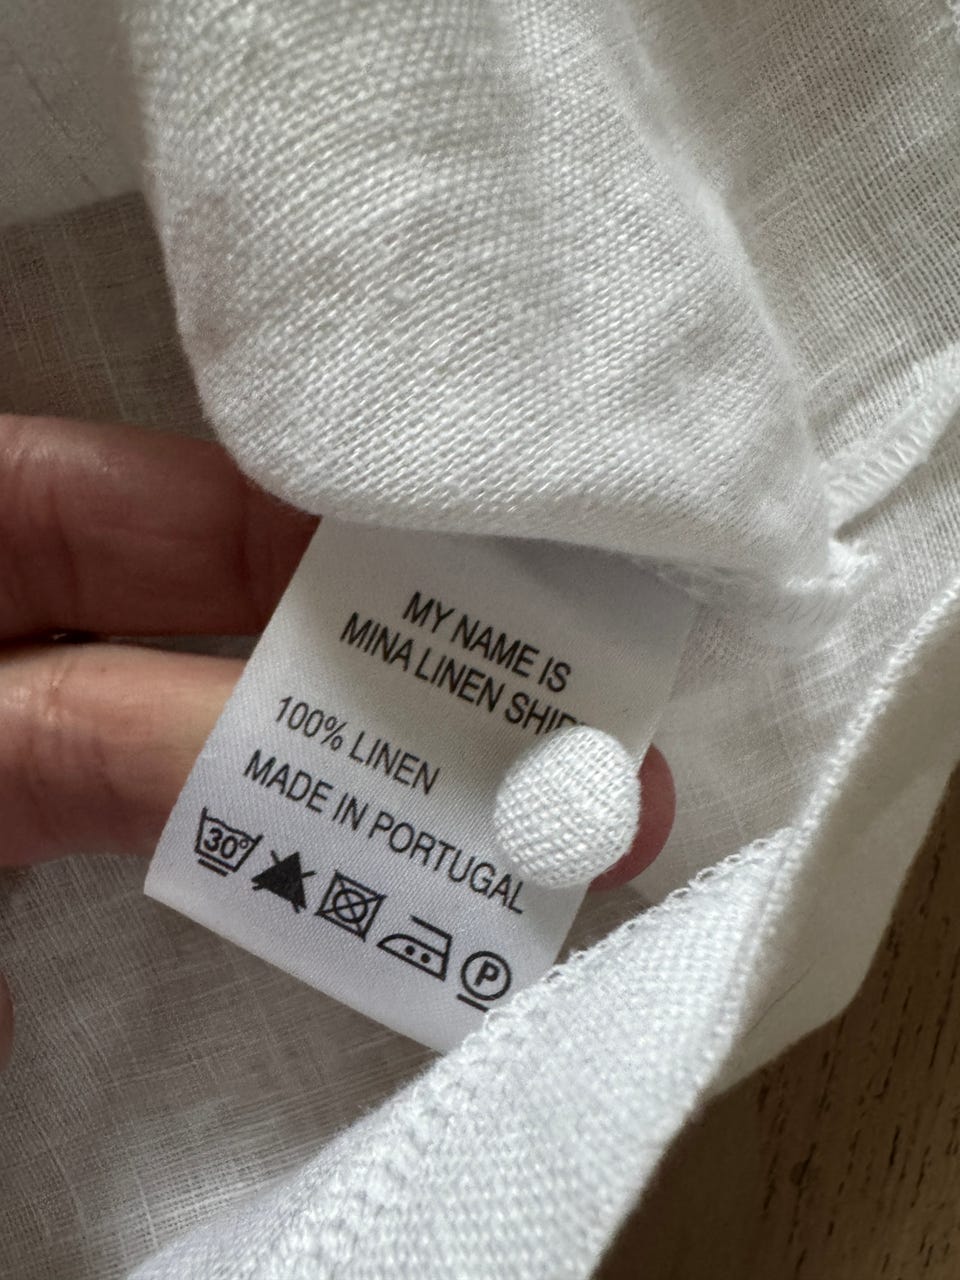 MY NAME IS
MINA LINEN
100% LINEN
MADE IN PORTUGAL
30°
P